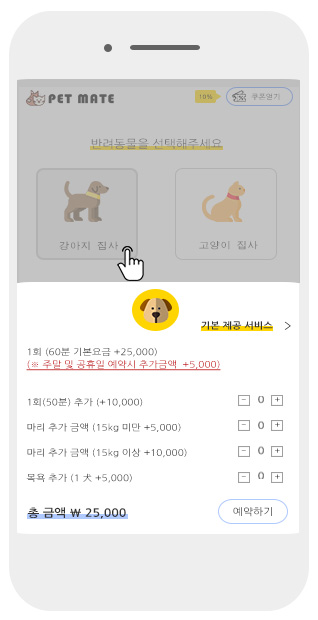 PET MATE
10%
쿠폰받기
반려동물을 선택해주세요
강아지 집사
고양이 집사
기본 제공 서비스 >
1회 (60분 기본요금 +25,000)
(※ 주말 및 공휴일 예약시 추가금액 +5,000)
1회(50분) 추가 (+10,000) - 0 +
마리 추가 금액 (15kg 미만 +5,000) - 0 +
마리 추가 금액 (15kg 이상 +10,000) - 0 +
목욕 추가 (1 犬 +5,000) - 0 +
총 금액 ₩ 25,000
예약하기